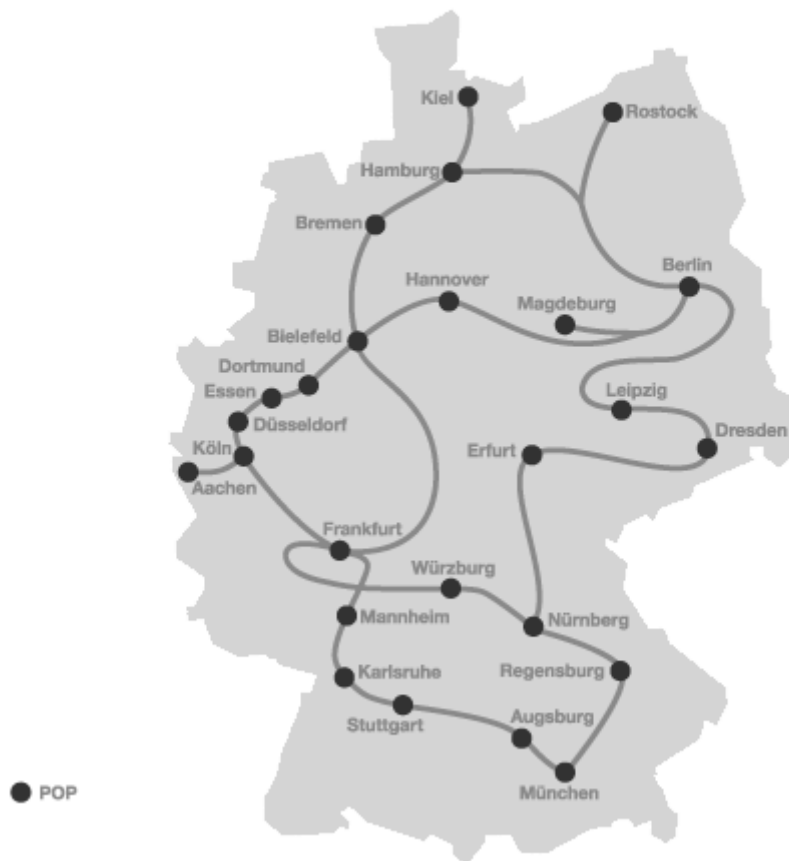 Kiel
Rostock
Hamburg
Bremen
Berlin
Hannover
Magdeburg
Bielefeld
Dortmund
Essen
Leipzig
Düsseldorf
Dresden
Köln
Erfurt
Aachen
Frankfurt
Würzburg
Mannheim
Nürnberg
Karlsruhe
Regensburg
Stuttgart
Augsburg
München
POP